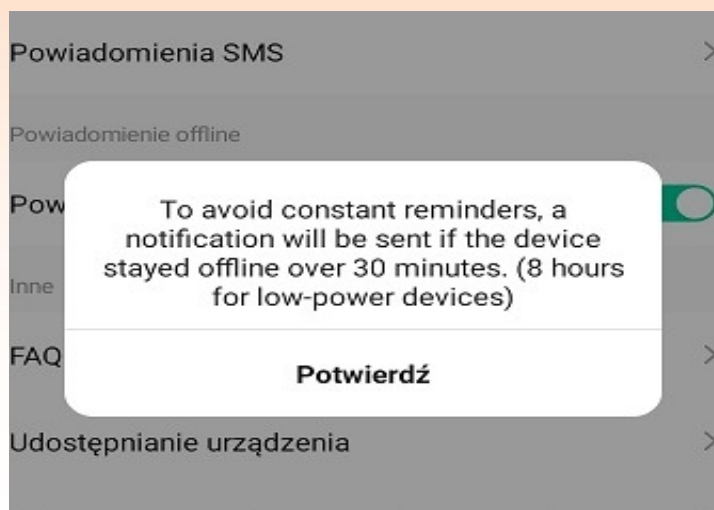 Powiadomienia SMS
Powiadomienie offline
Pow
To avoid constant reminders, a
notification will be sent if the device
stayed offline over 30 minutes. (8 hours
for low-power devices)
Inne
FAQ
Potwierdź
Udostępnianie urządzenia